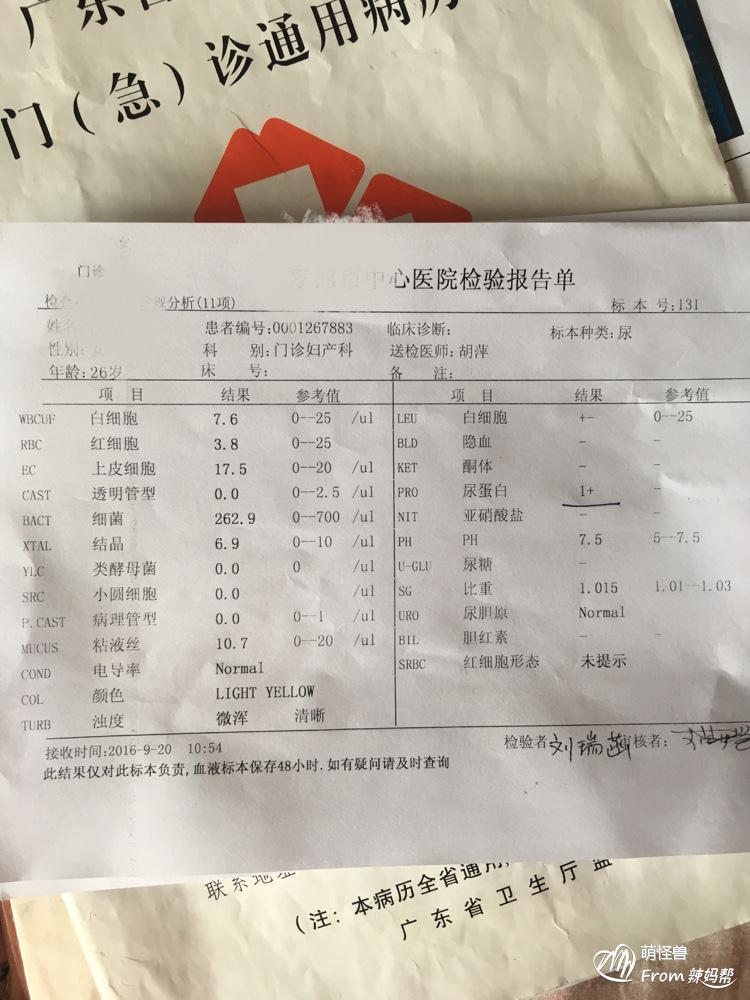 广东省
门（急）诊通用病历
门诊
中心医院检验报告单
检查 规分析(11项) 标 本 号:131
姓名 患者编号:0001267883 临床诊断: 标本种类:尿
性别: 女 科 别:门诊妇产科 送检医师:胡萍
年龄:26岁 床 号: 备 注:
项 目 结果 参考值 项 目 结果 参考值
WBCUF 白细胞 7.6 0--25 /ul LEU 白细胞 +- 0--25
RBC 红细胞 3.8 0--25 BLD 隐血 - -
EC 上皮细胞 17.5 0--20 /ul KET 酮体 - -
CAST 透明管型 0.0 0--2.5 /ul PRO 尿蛋白 1+ -
BACT 细菌 262.9 0--700 /ul NIT 亚硝酸盐 - -
XTAL 结晶 6.9 0--10 /ul PH PH 7.5 5--7.5
YLC 类酵母菌 0.0 0 /ul U-GLU 尿糖 -
SRC 小圆细胞 0.0 /ul SG 比重 1.015 1.01--1.03
P.CAST 病理管型 0.0 0--1 /ul URO 尿胆原 Normal
MUCUS 粘液丝 10.7 0--20 /ul BIL 胆红素 - -
COND 电导率 Normal SRBC 红细胞形态 未提示
COL 颜色 LIGHT YELLOW
TURB 浊度 微浑 清晰
接收时间:2016-9-20 10:54 检验者 刘瑞 审核者:
此结果仅对此标本负责,血液标本保存48小时.如有疑问请及时查询
联系地址
(注：本病历全省通用,
广东省卫生厅监
萌怪兽
From 辣妈帮